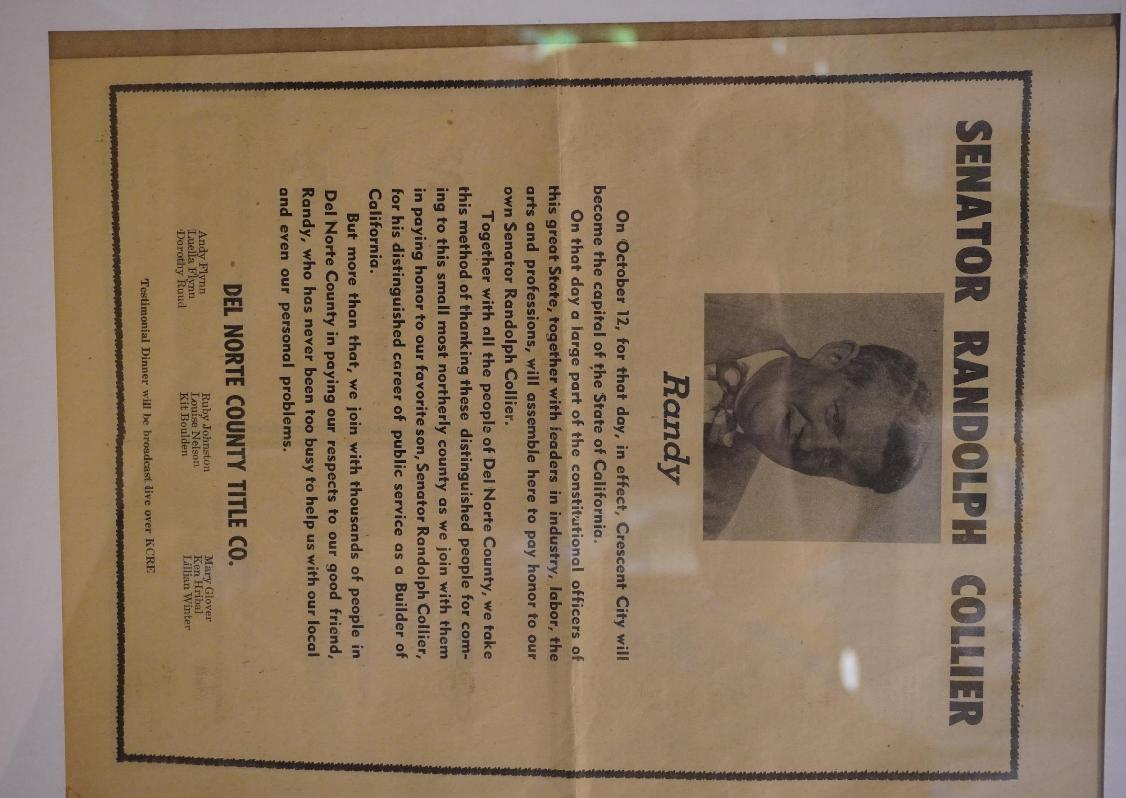 SENATOR RANDOLPH COLLIER
Randy
On October 12, for that day, in effect, Crescent City will
become the capital of the State of California.
On that day a large part of the constitutional officers of
this great State, together with leaders in industry, labor, the
arts and professions, will assemble here to pay honor to our
own Senator Randolph Collier.
Together with all the people of Del Norte County, we take
this method of thanking these distinguished people for com-
ing to this small most northerly county as we join with them
in paying honor to our favorite son, Senator Randolph Collier,
for his distinguished career of public service as a Builder of
California.
But more than that, we join with thousands of people in
Del Norte County in paying our respects to our good friend,
Randy, who has never been too busy to help us with our local
and even our personal problems.
DEL NORTE COUNTY TITLE CO.
Andy Flynn Ruby Johnston Mary Glover
Luella Flynn Louise Nelson Ken Hribal
Dorothy Ruud Kit Boulden Lillian Winter
Testimonial Dinner will be broadcast live over KCRE